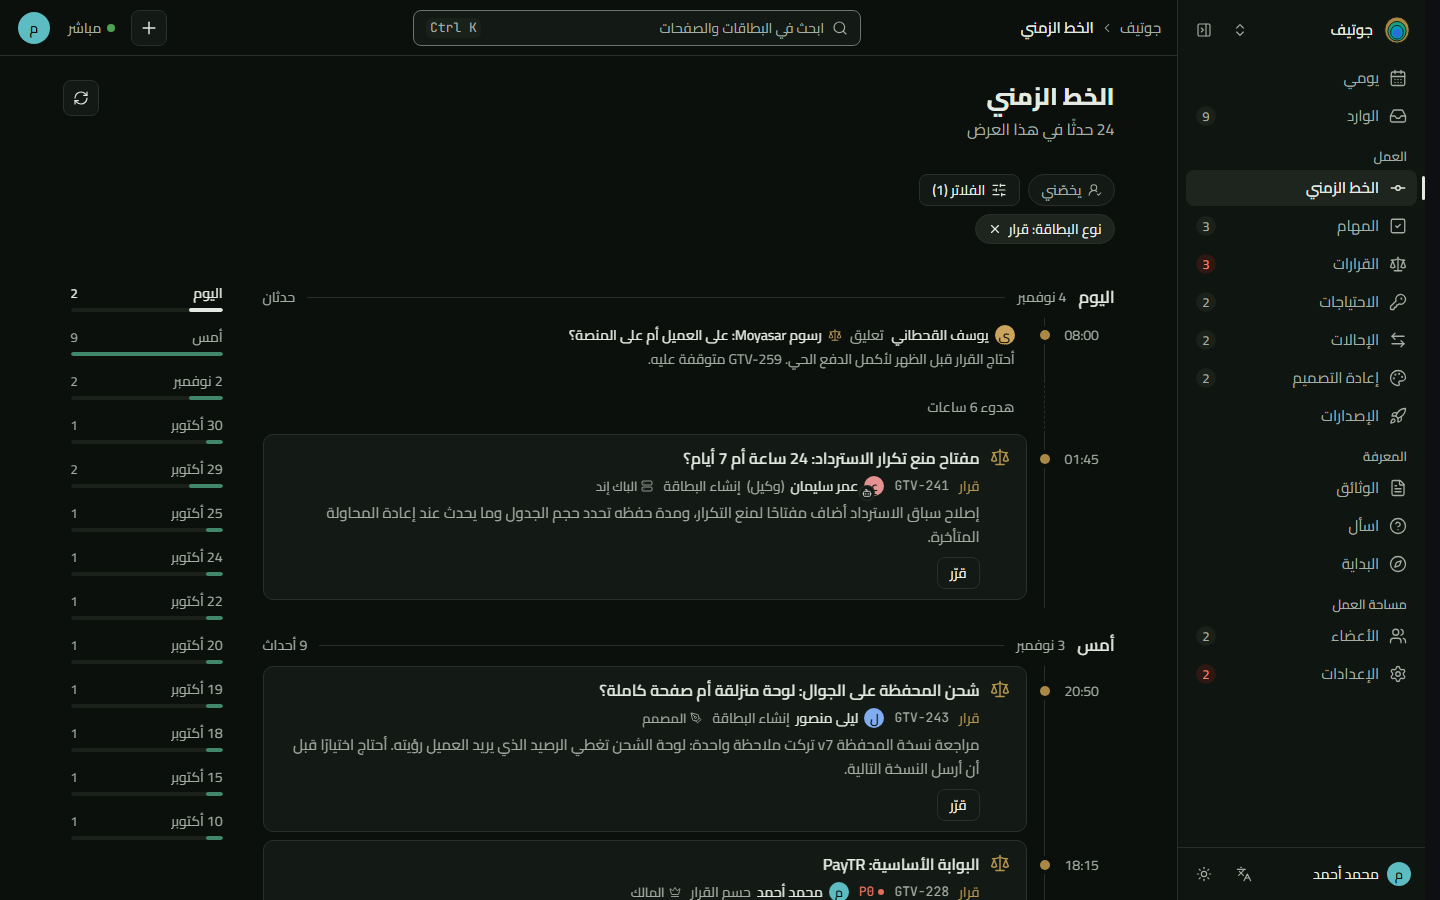 جوتيف
يومي
الوارد 9
العمل
الخط الزمني
المهام 3
القرارات 3
الاحتياجات 2
الإحالات 2
إعادة التصميم 2
الإصدارات
المعرفة
الوثائق
اسأل
البداية
مساحة العمل
الأعضاء 2
الإعدادات 2
محمد أحمد م
جوتيف › الخط الزمني
ابحث في البطاقات والصفحات Ctrl K
مباشر
م
الخط الزمني
24 حدثًا في هذا العرض
يخصّني
الفلاتر (1)
نوع البطاقة: قرار
اليوم 4 نوفمبر حدثان
08:00
ي يوسف القحطاني تعليق رسوم Moyasar: على العميل أم على المنصة؟
أحتاج القرار قبل الظهر لأكمل الدفع الحي. GTV-259 متوقفة عليه.
هدوء 6 ساعات
01:45
مفتاح منع تكرار الاسترداد: 24 ساعة أم 7 أيام؟
قرار GTV-241 عمر سليمان (وكيل) إنشاء البطاقة الباك إند
إصلاح سباق الاسترداد أضاف مفتاحًا لمنع التكرار، ومدة حفظه تحدد حجم الجدول وما يحدث عند إعادة المحاولة
المتأخرة.
قرّر
أمس 3 نوفمبر 9 أحداث
20:50
شحن المحفظة على الجوال: لوحة منزلقة أم صفحة كاملة؟
قرار GTV-243 ل ليلى منصور إنشاء البطاقة المصمم
مراجعة نسخة المحفظة v7 تركت ملاحظة واحدة: لوحة الشحن تغطي الرصيد الذي يريد العميل رؤيته. أحتاج اختيارًا قبل
أن أرسل النسخة التالية.
قرّر
18:15
البوابة الأساسية: PayTR
قرار GTV-228 P0 م محمد أحمد حسم القرار المالك
اليوم 2
أمس 9
2 نوفمبر 2
30 أكتوبر 1
29 أكتوبر 2
25 أكتوبر 1
24 أكتوبر 1
22 أكتوبر 1
20 أكتوبر 1
19 أكتوبر 1
18 أكتوبر 1
15 أكتوبر 1
10 أكتوبر 1